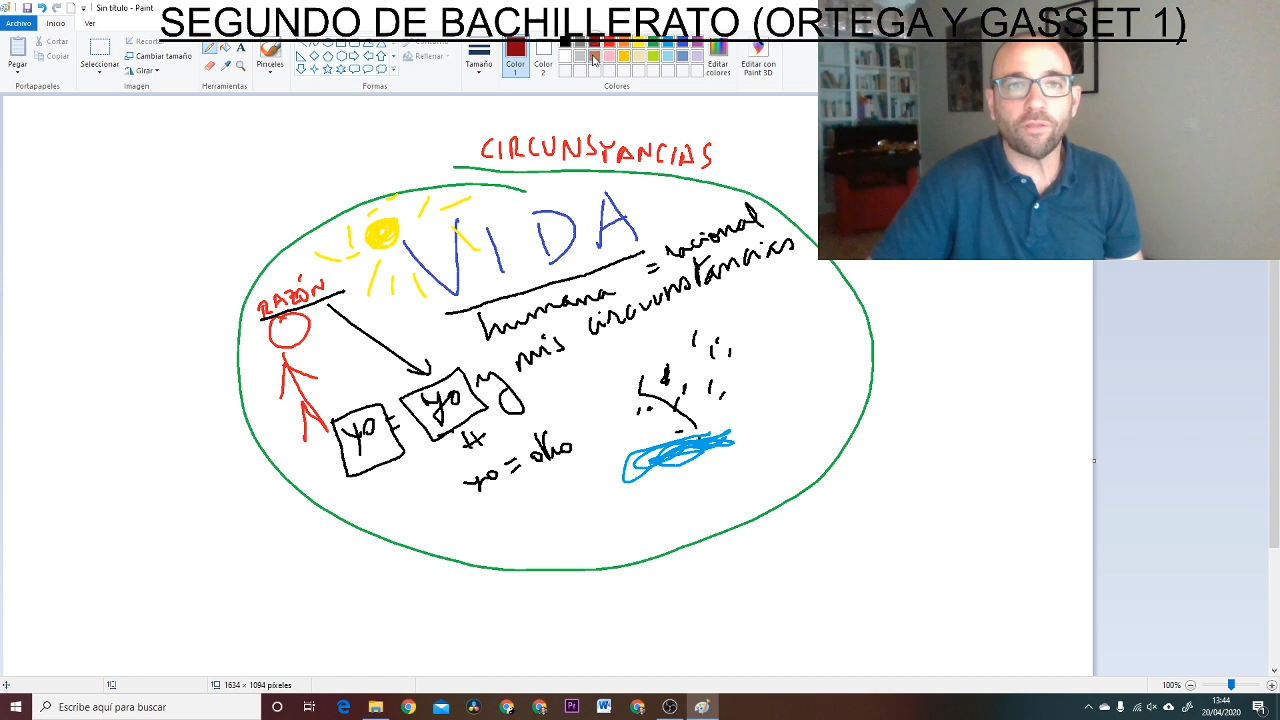 SEGUNDO DE BACHILLERATO (ORTEGA Y GASSET 1)
Sin título - Paint
Archivo Inicio Ver
Pegar
Cortar
Copiar
Seleccionar
Recortar
Girar
Pinceles
Rellenar
Tamaño
Color 1
Color 2
Editar colores
Editar con Paint 3D
Portapapeles Imagen Herramientas Formas Colores
CIRCUNSTANCIAS
VIDA
humana = racional
RAZÓN
yo = yo y mis circunstancias
yo = otro
1634 × 1094 píxeles
100%
Escribe aquí para buscar
13:44
20/04/2020